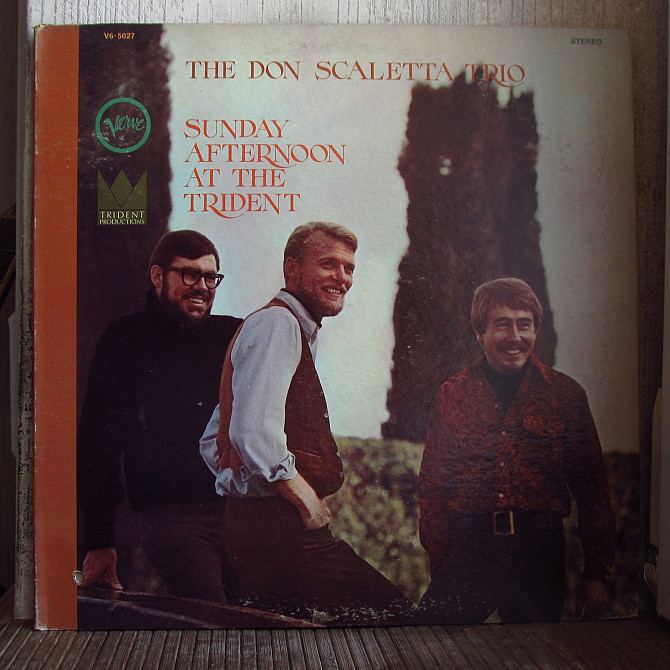 V6-5027
STEREO
THE DON SCALETTA TRIO
Verve
SUNDAY
AFTERNOON
AT THE
TRIDENT
TRIDENT
PRODUCTIONS